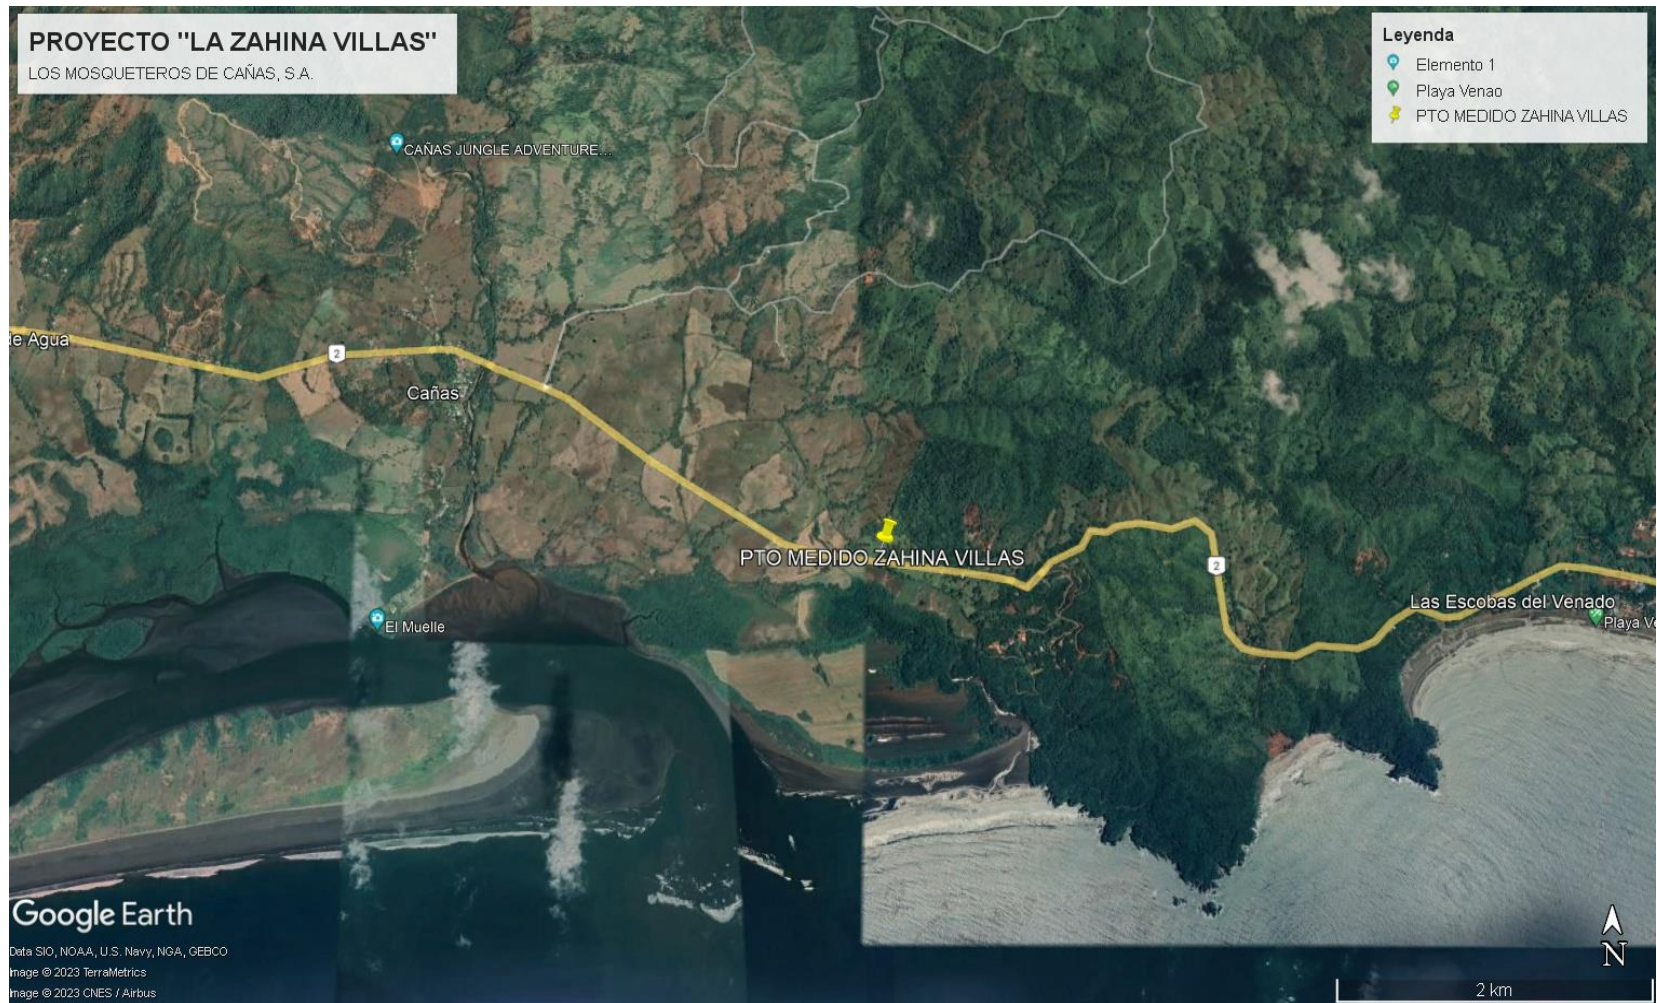 PROYECTO "LA ZAHINA VILLAS"
LOS MOSQUETEROS DE CAÑAS, S.A.
Leyenda
Elemento 1
Playa Venao
PTO MEDIDO ZAHINA VILLAS
CAÑAS JUNGLE ADVENTURE...
de Agua
2
Cañas
PTO MEDIDO ZAHINA VILLAS
2
Las Escobas del Venado
Playa Ve
El Muelle
Google Earth
Data SIO, NOAA, U.S. Navy, NGA, GEBCO
Image © 2023 TerraMetrics
Image © 2023 CNES / Airbus
N
2 km